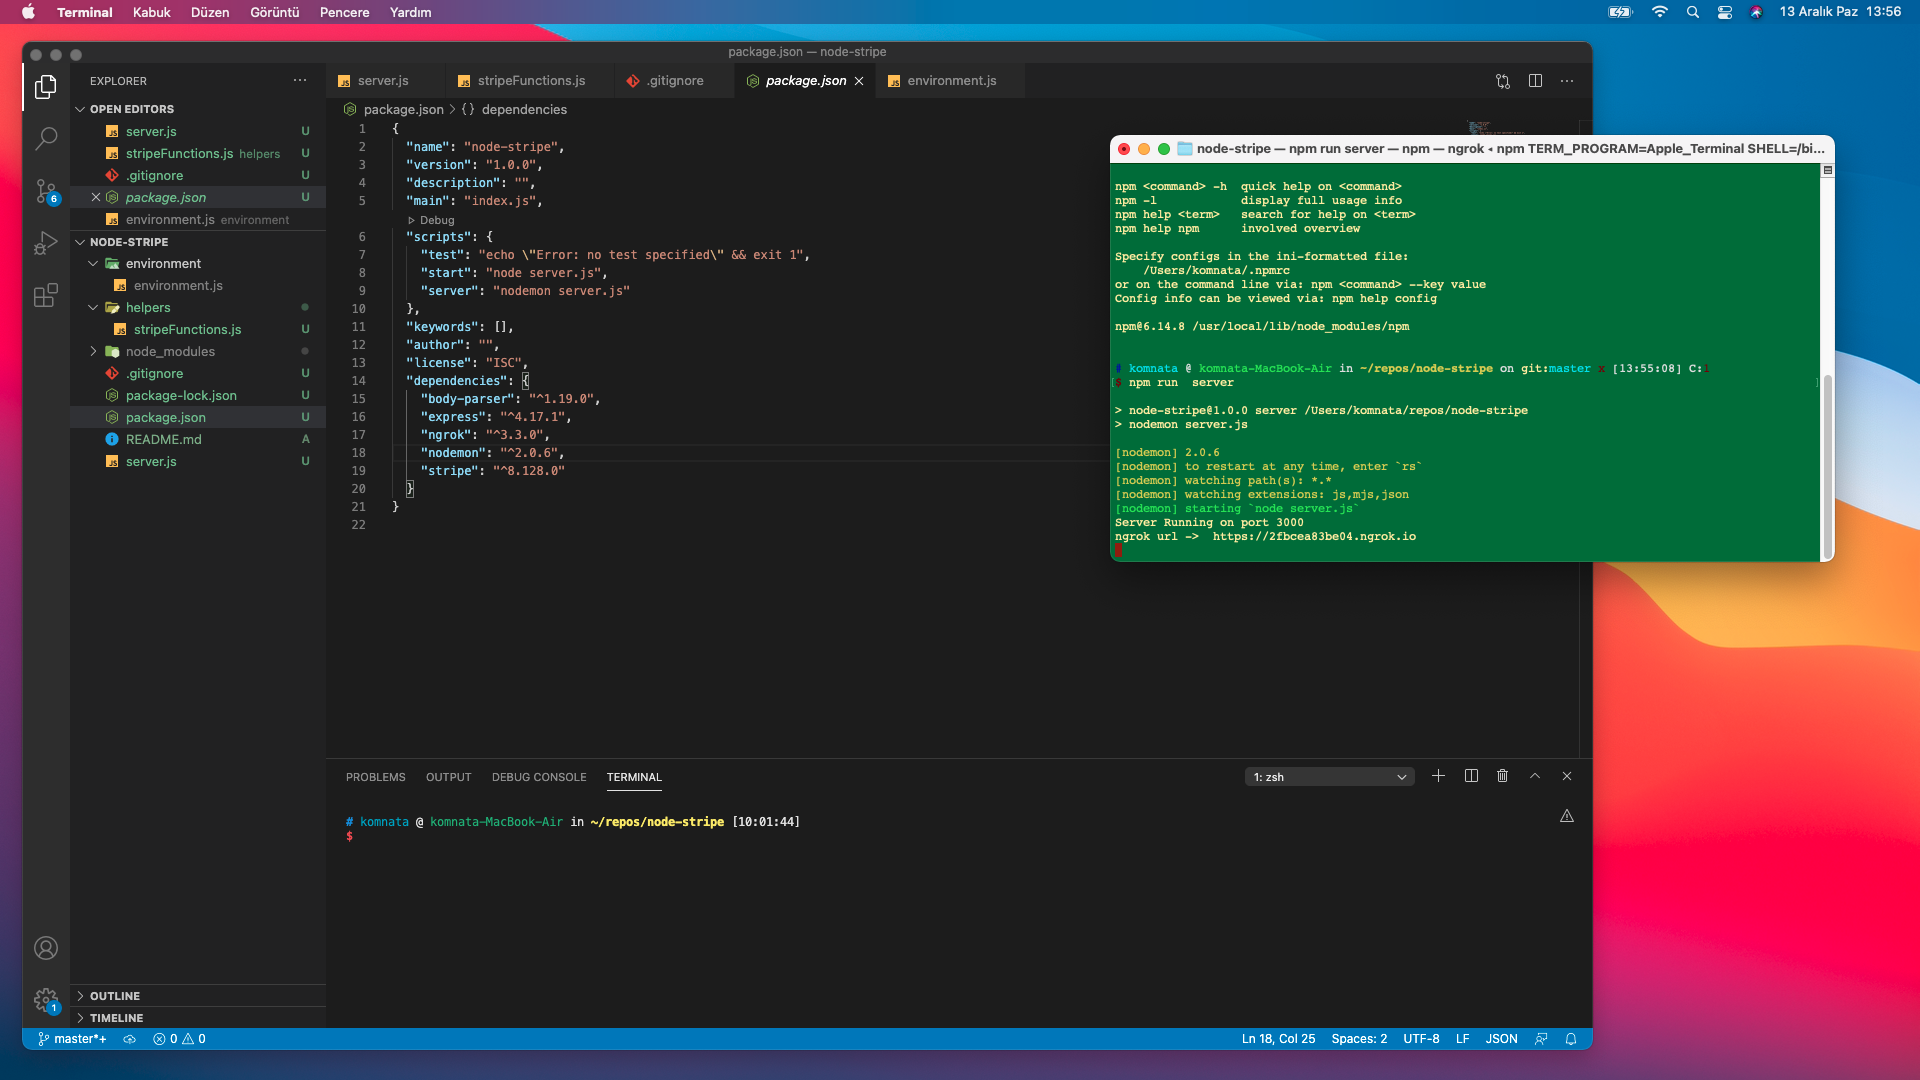 Terminal Kabuk Düzen Görüntü Pencere Yardım 13 Aralık Paz 13:56
package.json — node-stripe
EXPLORER
server.js
stripeFunctions.js
.gitignore
package.json
environment.js
OPEN EDITORS
server.js U
stripeFunctions.js helpers U
.gitignore U
package.json U
environment.js environment
NODE-STRIPE
environment
environment.js
helpers
stripeFunctions.js U
node_modules
.gitignore U
package-lock.json U
package.json U
README.md A
server.js U
OUTLINE
TIMELINE
6
1
package.json > {} dependencies
1 {
2 "name": "node-stripe",
3 "version": "1.0.0",
4 "description": "",
5 "main": "index.js",
Debug
6 "scripts": {
7 "test": "echo \"Error: no test specified\" && exit 1",
8 "start": "node server.js",
9 "server": "nodemon server.js"
10 },
11 "keywords": [],
12 "author": "",
13 "license": "ISC",
14 "dependencies": {
15 "body-parser": "^1.19.0",
16 "express": "^4.17.1",
17 "ngrok": "^3.3.0",
18 "nodemon": "^2.0.6",
19 "stripe": "^8.128.0"
20 }
21 }
22
node-stripe — npm run server — npm — ngrok ◂ npm TERM_PROGRAM=Apple_Terminal SHELL=/bi...
npm <command> -h quick help on <command>
npm -l display full usage info
npm help <term> search for help on <term>
npm help npm involved overview
Specify configs in the ini-formatted file:
/Users/komnata/.npmrc
or on the command line via: npm <command> --key value
Config info can be viewed via: npm help config
npm@6.14.8 /usr/local/lib/node_modules/npm
# komnata @ komnata-MacBook-Air in ~/repos/node-stripe on git:master x [13:55:08] C:1
$ npm run server
> node-stripe@1.0.0 server /Users/komnata/repos/node-stripe
> nodemon server.js
[nodemon] 2.0.6
[nodemon] to restart at any time, enter `rs`
[nodemon] watching path(s): *.*
[nodemon] watching extensions: js,mjs,json
[nodemon] starting `node server.js`
Server Running on port 3000
ngrok url -> https://2fbcea83be04.ngrok.io
PROBLEMS OUTPUT DEBUG CONSOLE TERMINAL 1: zsh
# komnata @ komnata-MacBook-Air in ~/repos/node-stripe [10:01:44]
$
master*+ 0 0 Ln 18, Col 25 Spaces: 2 UTF-8 LF JSON